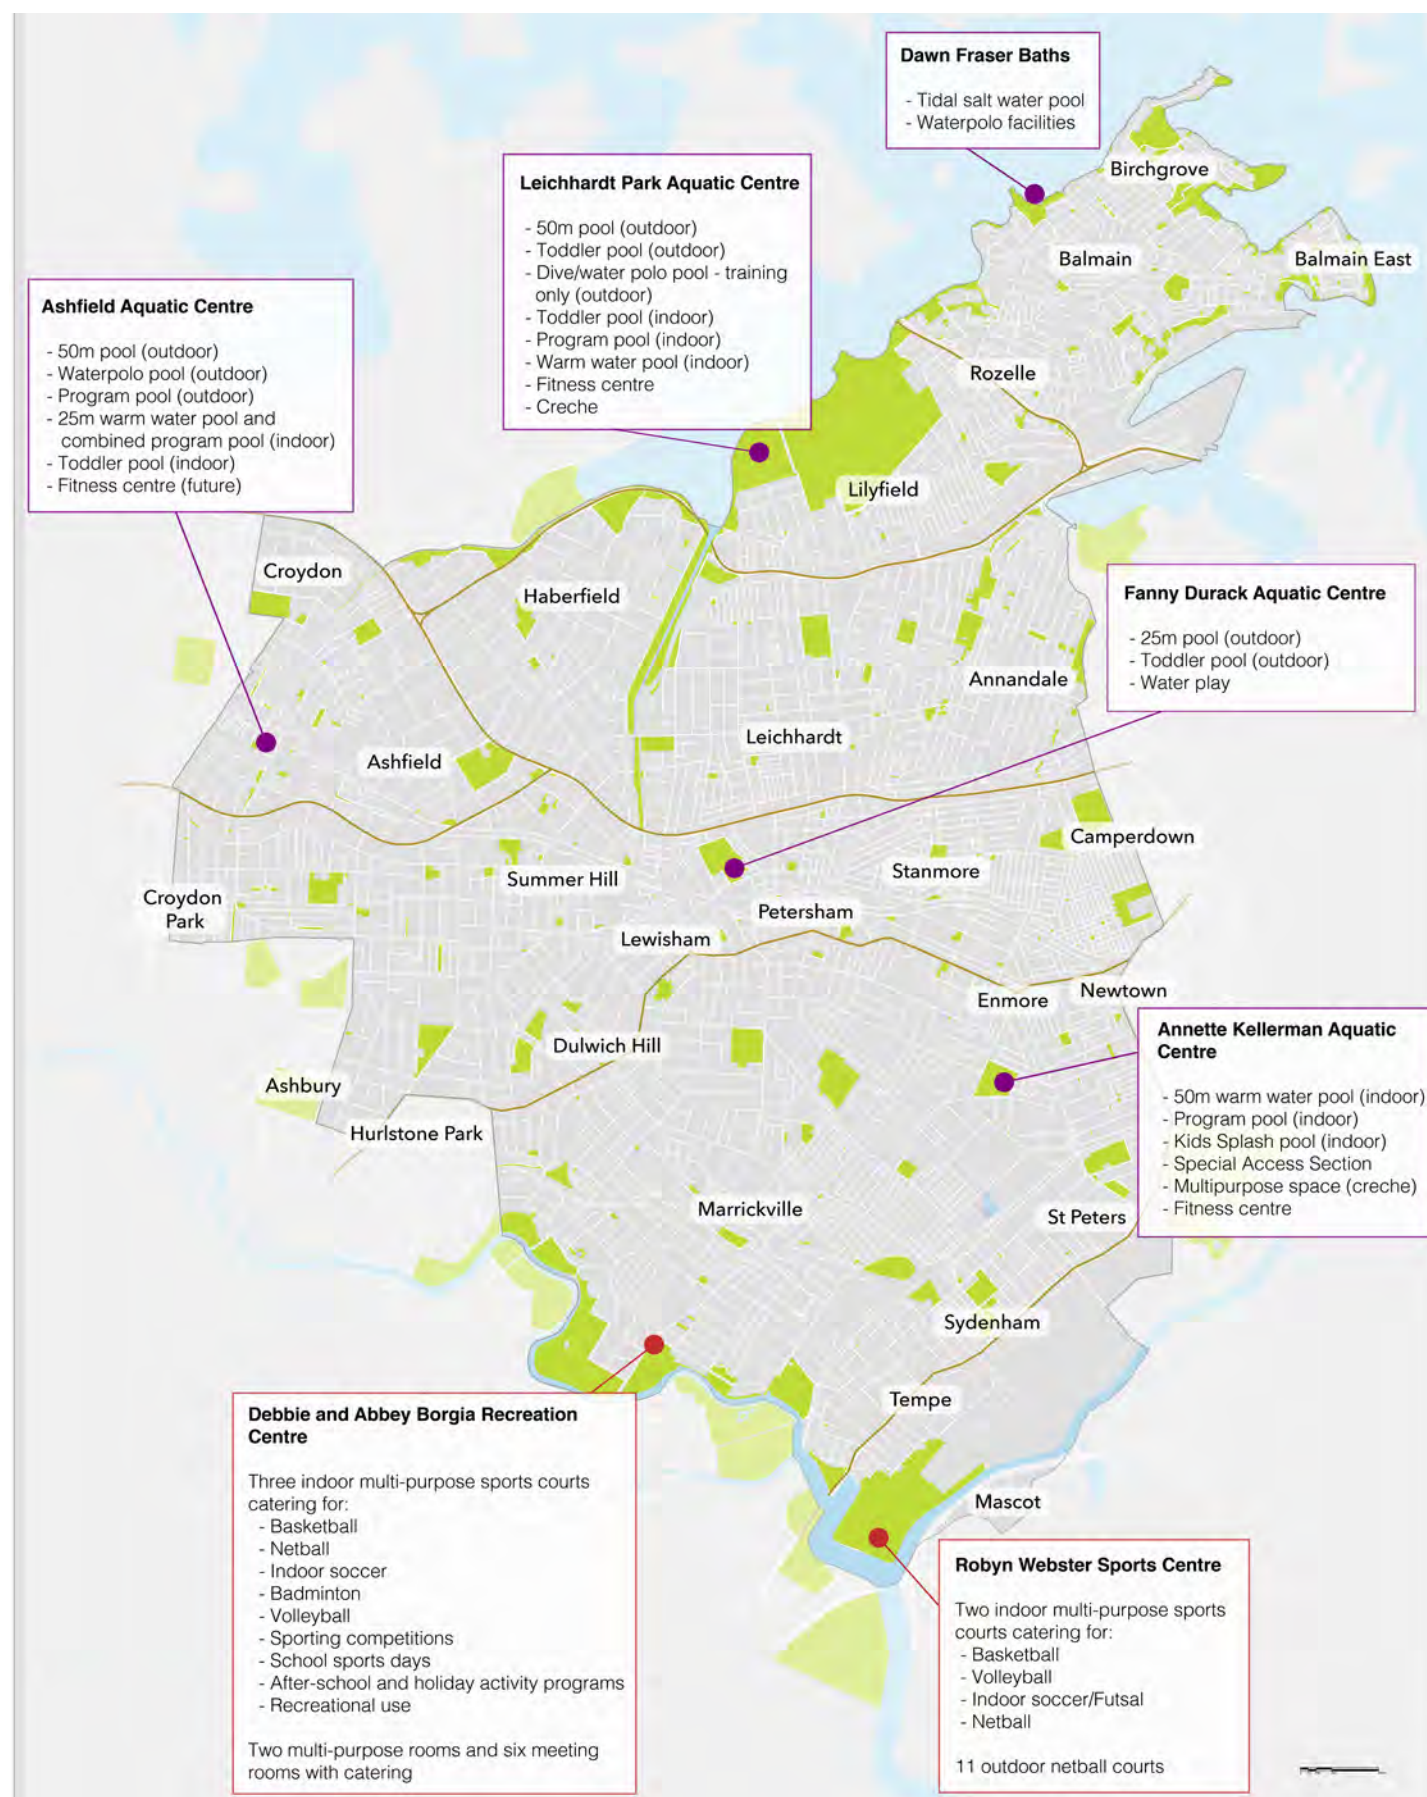 Dawn Fraser Baths
- Tidal salt water pool
- Waterpolo facilities
Leichhardt Park Aquatic Centre
- 50m pool (outdoor)
- Toddler pool (outdoor)
- Dive/water polo pool - training
only (outdoor)
- Toddler pool (indoor)
- Program pool (indoor)
- Warm water pool (indoor)
- Fitness centre
- Creche
Ashfield Aquatic Centre
- 50m pool (outdoor)
- Waterpolo pool (outdoor)
- Program pool (outdoor)
- 25m warm water pool and
combined program pool (indoor)
- Toddler pool (indoor)
- Fitness centre (future)
Birchgrove
Balmain
Balmain East
Rozelle
Lilyfield
Croydon
Haberfield
Fanny Durack Aquatic Centre
- 25m pool (outdoor)
- Toddler pool (outdoor)
- Water play
Annandale
Leichhardt
Ashfield
Camperdown
Stanmore
Summer Hill
Croydon
Park
Petersham
Lewisham
Enmore
Newtown
Dulwich Hill
Ashbury
Hurlstone Park
Annette Kellerman Aquatic
Centre
- 50m warm water pool (indoor)
- Program pool (indoor)
- Kids Splash pool (indoor)
- Special Access Section
- Multipurpose space (creche)
- Fitness centre
Marrickville
St Peters
Sydenham
Tempe
Mascot
Debbie and Abbey Borgia Recreation
Centre
Three indoor multi-purpose sports courts
catering for:
- Basketball
- Netball
- Indoor soccer
- Badminton
- Volleyball
- Sporting competitions
- School sports days
- After-school and holiday activity programs
- Recreational use
Two multi-purpose rooms and six meeting
rooms with catering
Robyn Webster Sports Centre
Two indoor multi-purpose sports
courts catering for:
- Basketball
- Volleyball
- Indoor soccer/Futsal
- Netball
11 outdoor netball courts